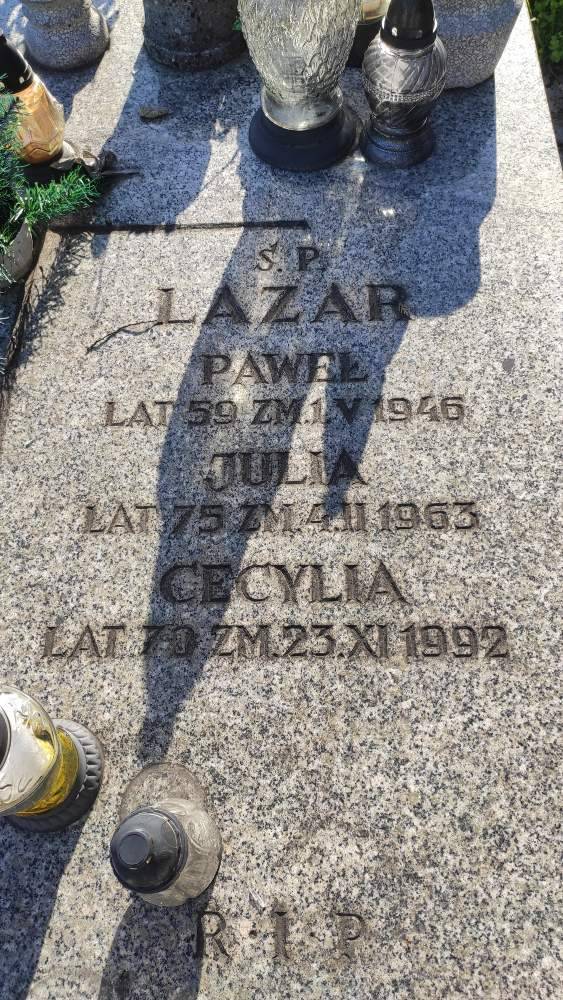 Ś. P.
LAZAR
PAWEŁ
LAT 59 ZM. 1. V 1946
JULIA
LAT 75 ZM. 4. II 1963
CECYLIA
LAT 70 ZM. 23. XI 1992
R · I · P